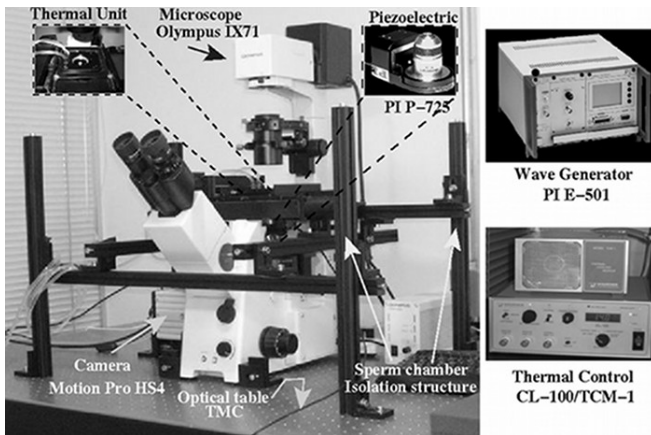 Thermal Unit
Microscope
Olympus IX71
Piezoelectric
PI P-725
Wave Generator
PI E-501
Camera
Motion Pro HS4
Optical table
TMC
Sperm chamber
Isolation structure
Thermal Control
CL-100/TCM-1